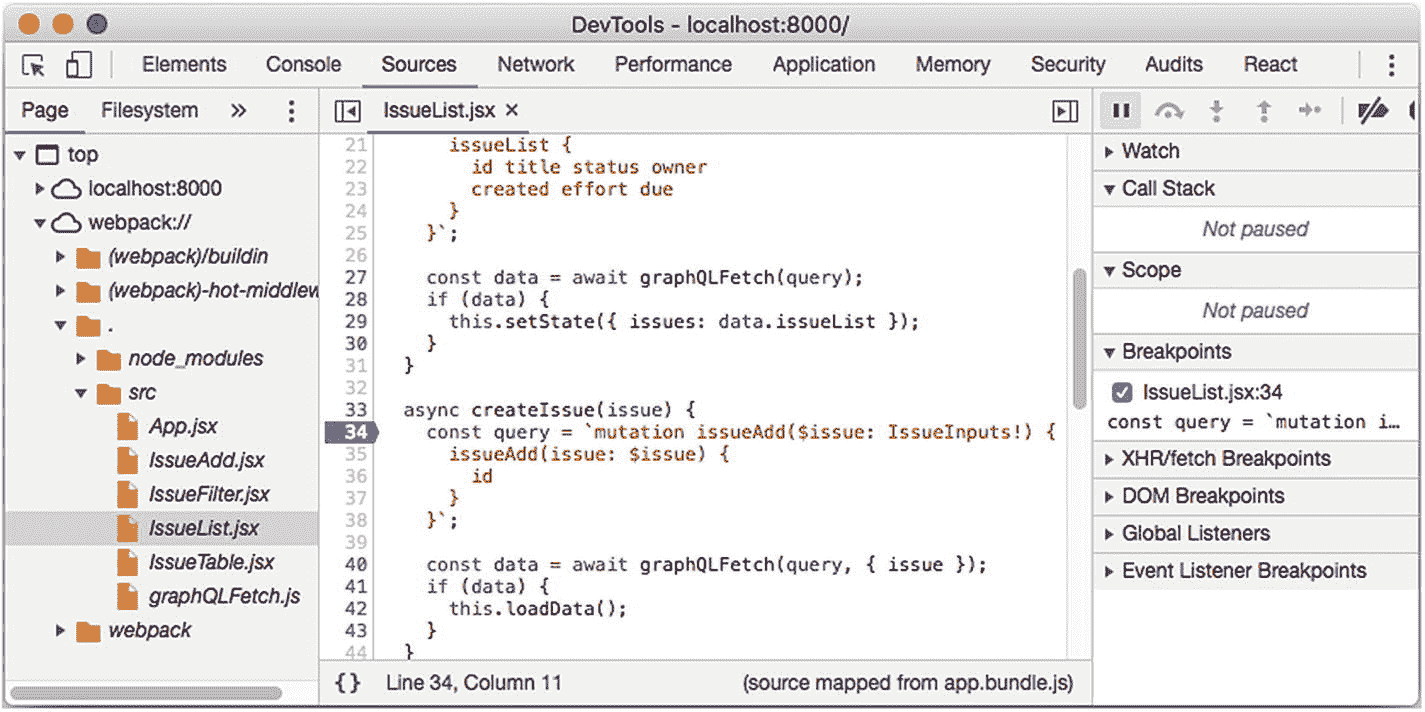 DevTools - localhost:8000/
Elements Console Sources Network Performance Application Memory Security Audits React
Page Filesystem »
top
localhost:8000
webpack://
(webpack)/buildin
(webpack)-hot-middlew
.
node_modules
src
App.jsx
IssueAdd.jsx
IssueFilter.jsx
IssueList.jsx
IssueTable.jsx
graphQLFetch.js
webpack
IssueList.jsx ×
21 issueList {
22 id title status owner
23 created effort due
24 }
25 }`;
26
27 const data = await graphQLFetch(query);
28 if (data) {
29 this.setState({ issues: data.issueList });
30 }
31 }
32
33 async createIssue(issue) {
34 const query = `mutation issueAdd($issue: IssueInputs!) {
35 issueAdd(issue: $issue) {
36 id
37 }
38 }`;
39
40 const data = await graphQLFetch(query, { issue });
41 if (data) {
42 this.loadData();
43 }
44 }
{} Line 34, Column 11 (source mapped from app.bundle.js)
Watch
Call Stack
Not paused
Scope
Not paused
Breakpoints
IssueList.jsx:34
const query = `mutation i…
XHR/fetch Breakpoints
DOM Breakpoints
Global Listeners
Event Listener Breakpoints